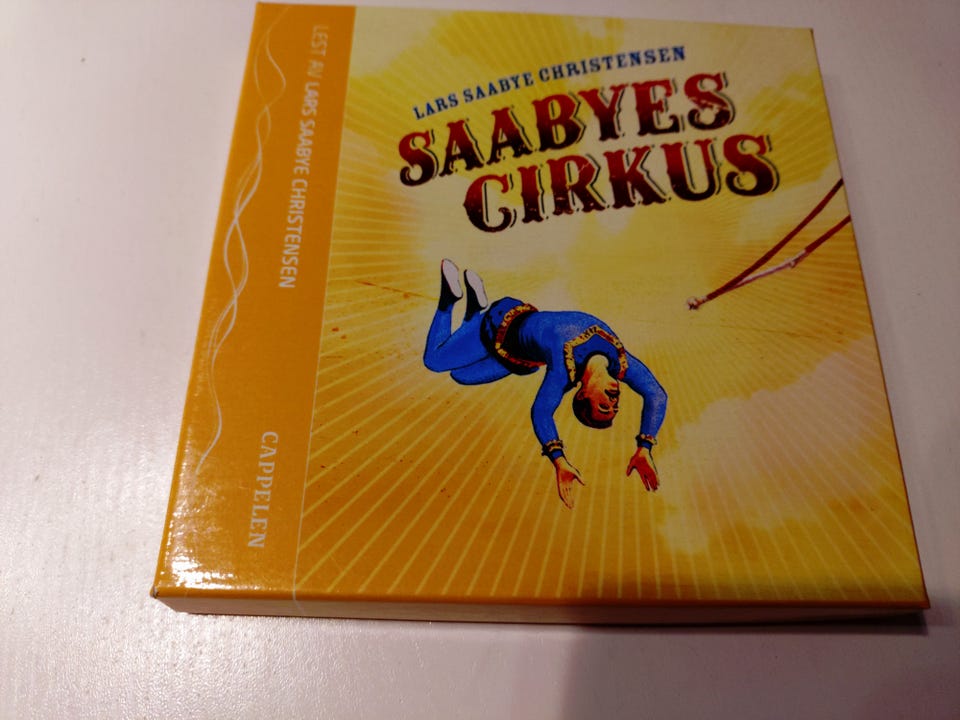 LARS SAABYE CHRISTENSEN
SAABYES
CIRKUS
LEST AV LARS SAABYE CHRISTENSEN
CAPPELEN